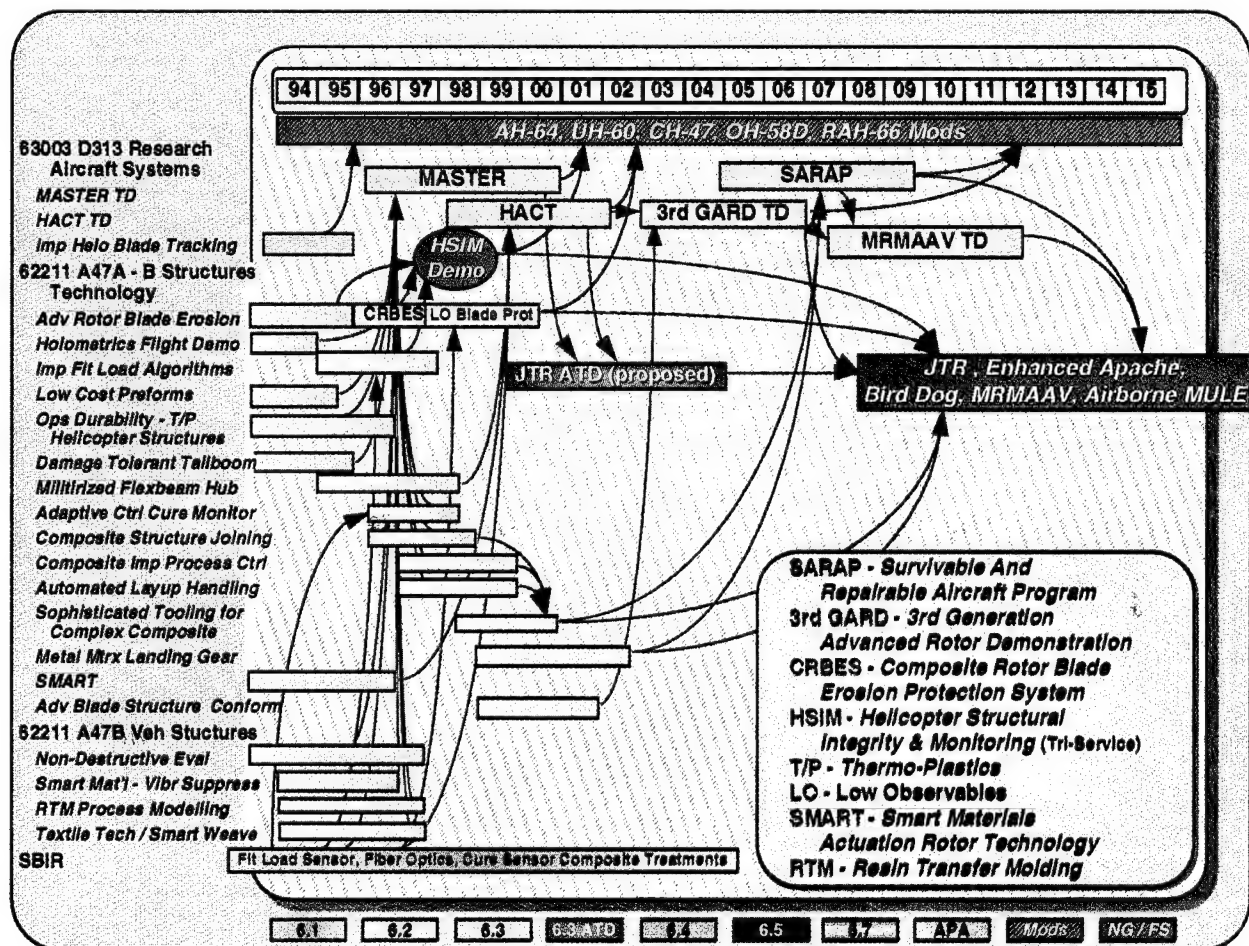 94 95 96 97 98 99 00 01 02 03 04 05 06 07 08 09 10 11 12 13 14 15
AH-64, UH-60, CH-47, OH-58D, RAH-66 Mods
63003 D313 Research
Aircraft Systems
MASTER TD
HACT TD
Imp Helo Blade Tracking
62211 A47A - B Structures
Technology
Adv Rotor Blade Erosion
Holometrics Flight Demo
Imp Flt Load Algorithms
Low Cost Preforms
Ops Durability - T/P
Helicopter Structures
Damage Tolerant Tailboom
Militirized Flexbeam Hub
Adaptive Ctrl Cure Monitor
Composite Structure Joining
Composite Imp Process Ctrl
Automated Layup Handling
Sophisticated Tooling for
Complex Composite
Metal Mtrx Landing Gear
SMART
Adv Blade Structure Conform
62211 A47B Veh Stuctures
Non-Destructive Eval
Smart Mat'l - Vibr Suppress
RTM Process Modelling
Textile Tech / Smart Weave
SBIR
MASTER
SARAP
HACT
3rd GARD TD
MRMAAV TD
HSIM
Demo
CRBES
LO Blade Prot
JTR ATD (proposed)
JTR , Enhanced Apache,
Bird Dog, MRMAAV, Airborne MULE
Flt Load Sensor, Fiber Optics, Cure Sensor Composite Treatments
SARAP - Survivable And
Repairable Aircraft Program
3rd GARD - 3rd Generation
Advanced Rotor Demonstration
CRBES - Composite Rotor Blade
Erosion Protection System
HSIM - Helicopter Structural
Integrity & Monitoring (Tri-Service)
T/P - Thermo-Plastics
LO - Low Observables
SMART - Smart Materials
Actuation Rotor Technology
RTM - Resin Transfer Molding
6.1 6.2 6.3 6.3 ATD 6.4 6.5 6.7 APA Mods NG / FS